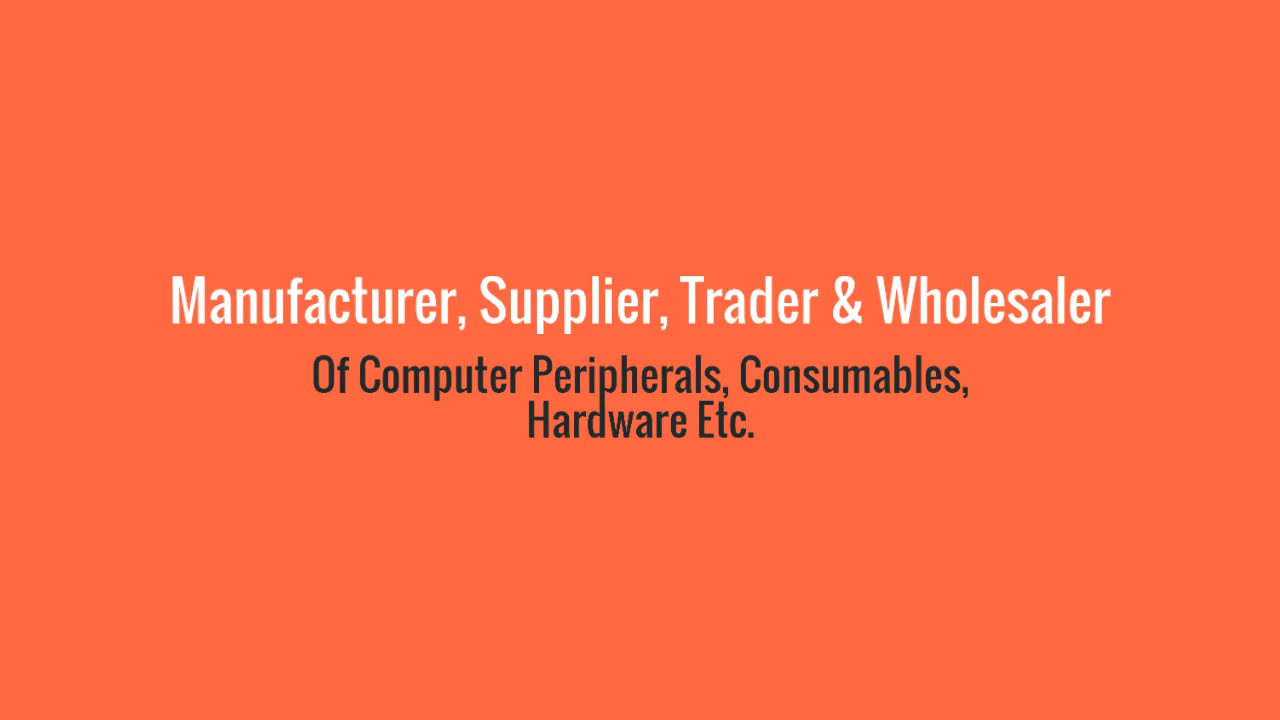 Manufacturer, Supplier, Trader & Wholesaler
Of Computer Peripherals, Consumables,
Hardware Etc.